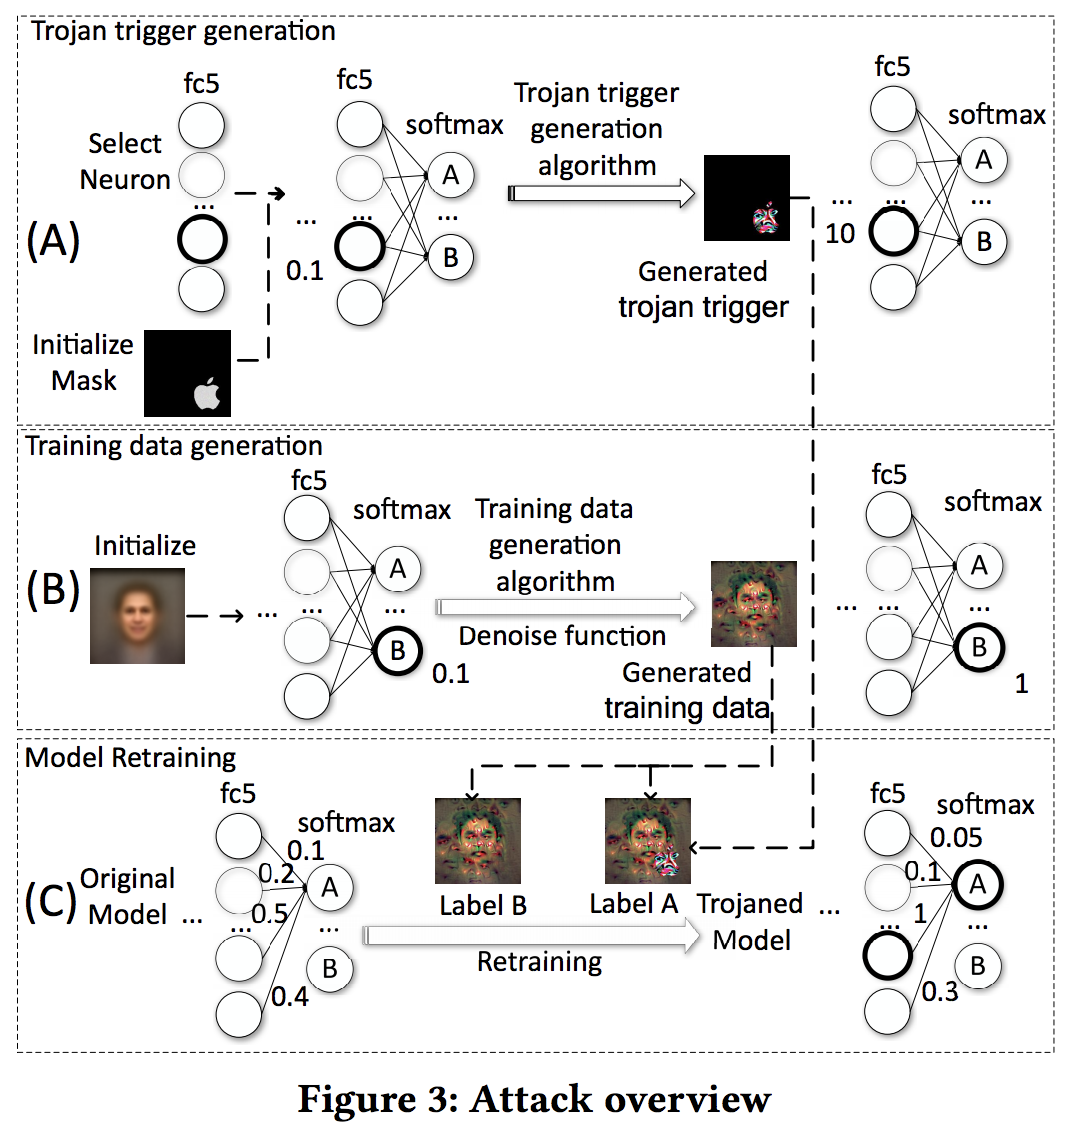 Trojan trigger generation
fc5
Select
Neuron
...
(A)
Initialize
Mask
fc5
softmax
A
...
...
...
B
0.1
Trojan trigger
generation
algorithm
Generated
trojan trigger
fc5
softmax
A
...
...
...
10
B
Training data generation
(B)
Initialize
fc5
softmax
A
...
...
...
B
0.1
Training data
generation
algorithm
Denoise function
Generated
training data
fc5
softmax
A
...
...
...
B
1
Model Retraining
(C)
Original
Model
...
fc5
softmax
0.1
0.2
A
0.5
...
...
B
0.4
Label B
Label A
Retraining
Trojaned
Model
...
fc5
softmax
0.05
0.1
A
1
...
...
B
0.3
Figure 3: Attack overview